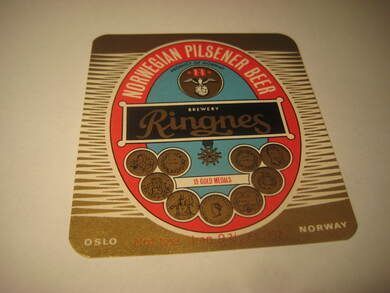 NORWEGIAN PILSENER BEER
BREWERY
Ringnes
15 GOLD MEDALS
OSLO
NORWAY